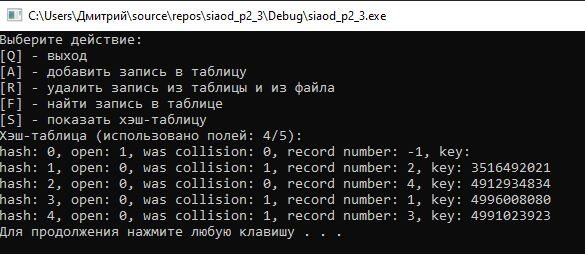 C:\Users\Дмитрий\source\repos\siaod_p2_3\Debug\siaod_p2_3.exe
Выберите действие:
[Q] - выход
[A] - добавить запись в таблицу
[R] - удалить запись из таблицы и из файла
[F] - найти запись в таблице
[S] - показать хэш-таблицу
Хэш-таблица (использовано полей: 4/5):
hash: 0, open: 1, was collision: 0, record number: -1, key:
hash: 1, open: 0, was collision: 1, record number: 2, key: 3516492021
hash: 2, open: 0, was collision: 0, record number: 4, key: 4912934834
hash: 3, open: 0, was collision: 1, record number: 1, key: 4996008080
hash: 4, open: 0, was collision: 1, record number: 3, key: 4991023923
Для продолжения нажмите любую клавишу . . .